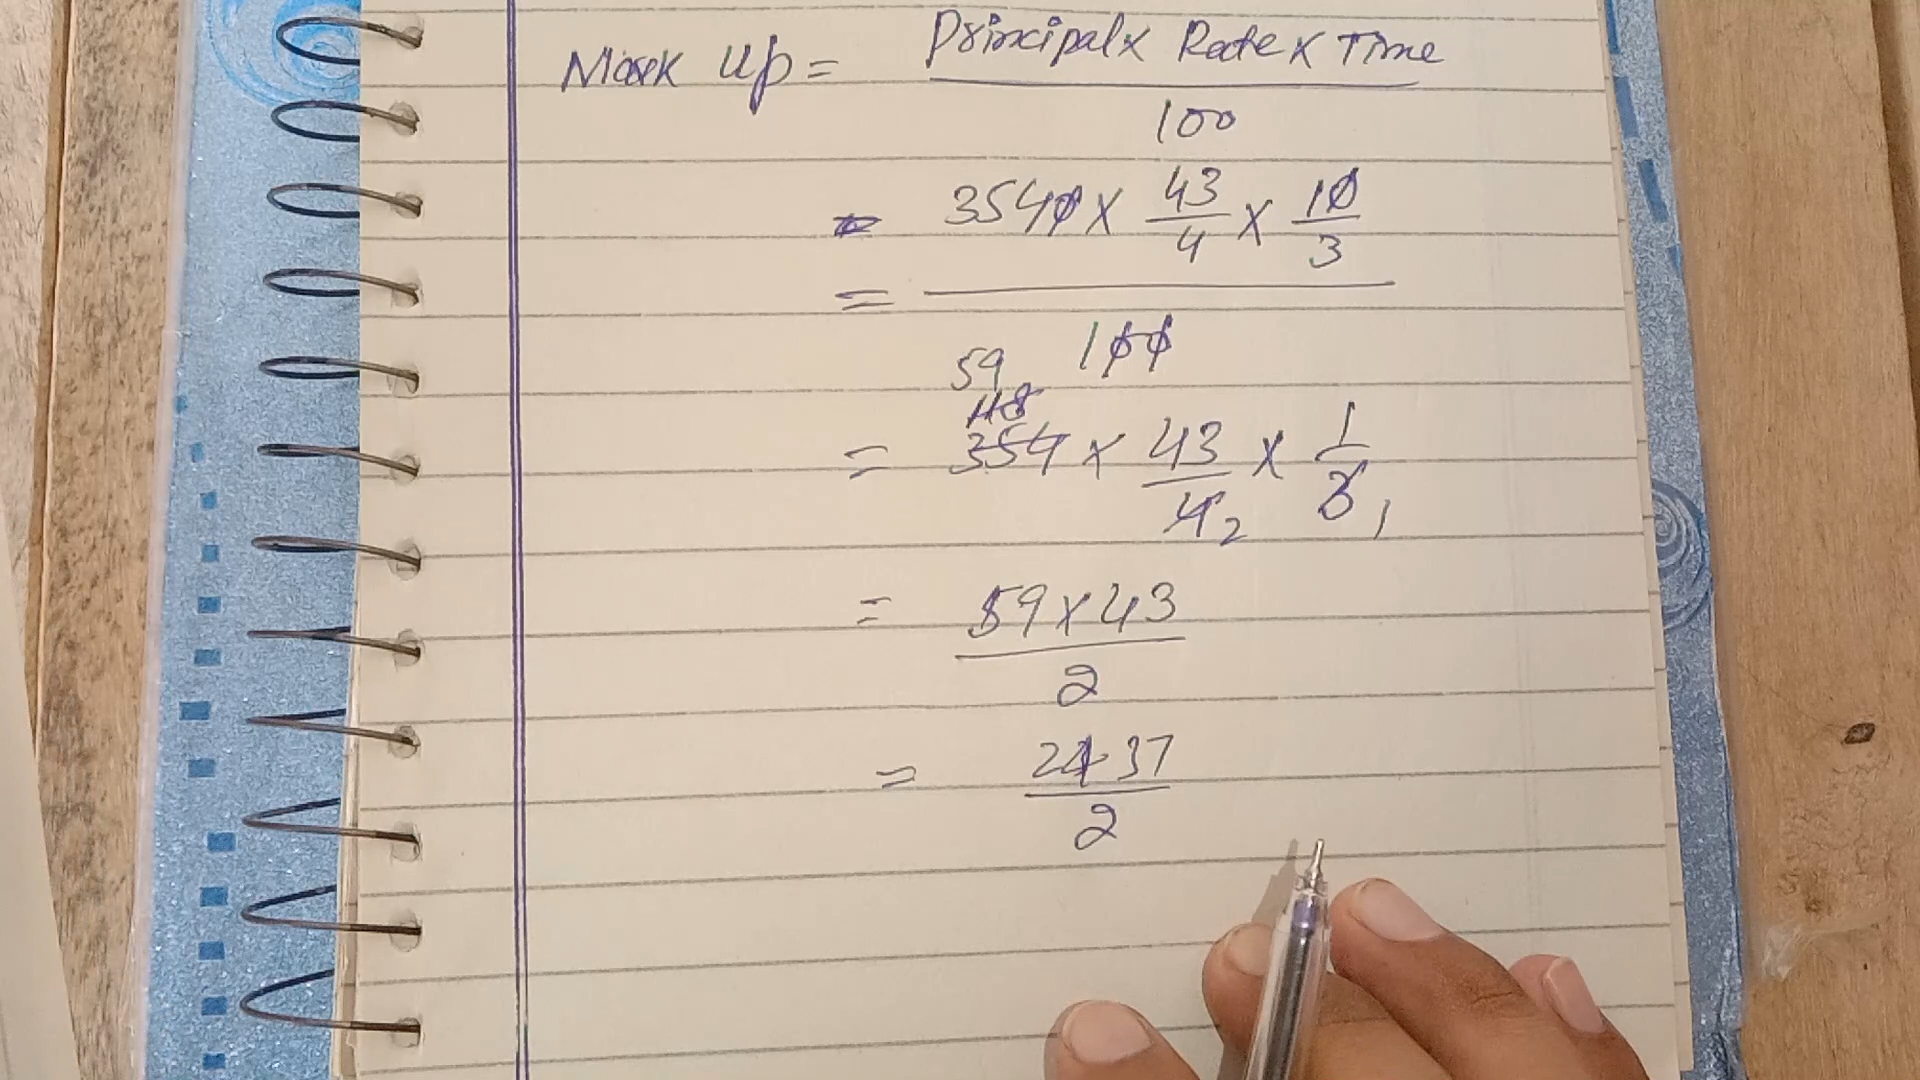 Mark Up = Principal x Rate x Time
100
= 3540 x 43/4 x 10/3
=
100
59
118
= 354 x 43/4 2 x 1/3 1
= 59 x 43
2
= 2437
2